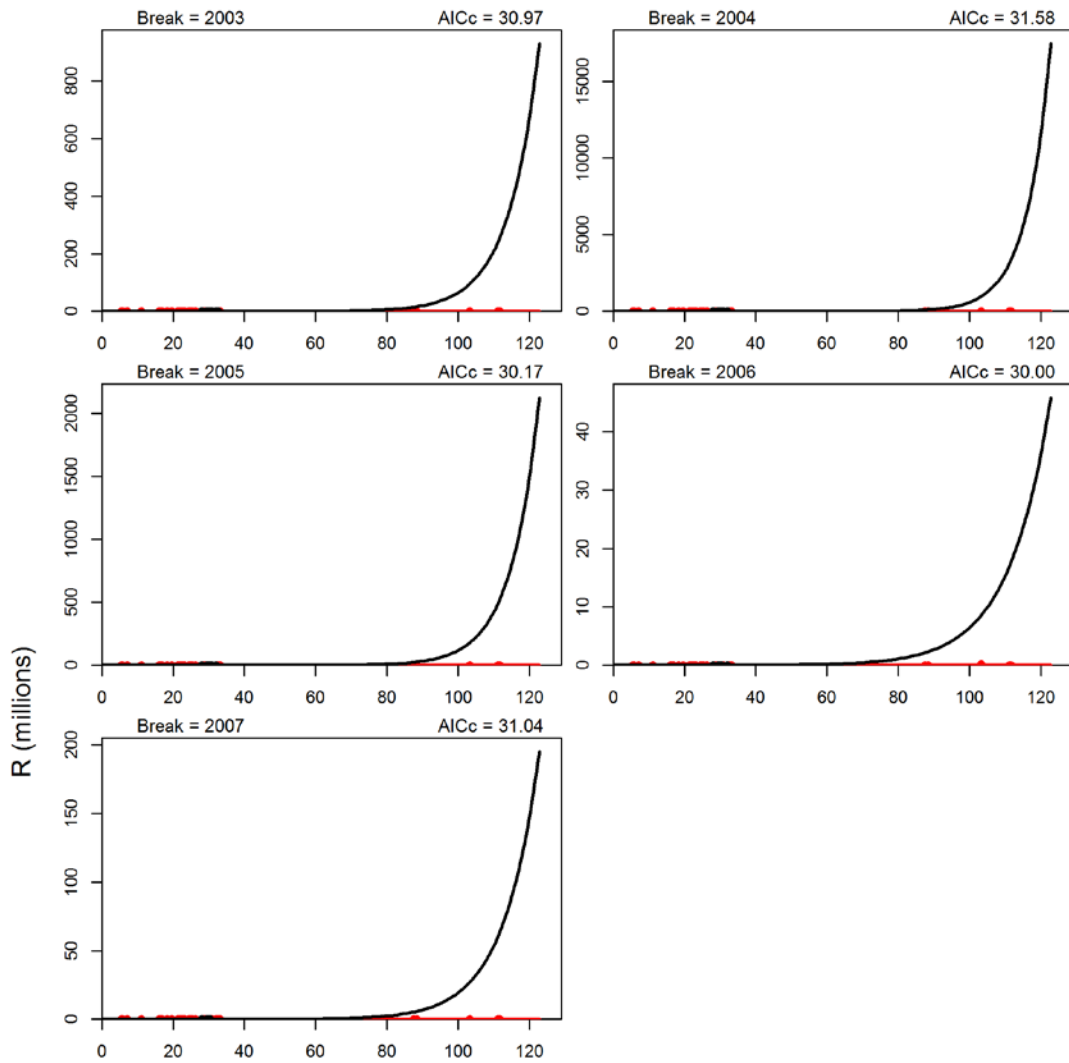 Break = 2003 AICc = 30.97
800
600
400
200
0
0 20 40 60 80 100 120
Break = 2004 AICc = 31.58
15000
10000
5000
0
0 20 40 60 80 100 120
Break = 2005 AICc = 30.17
2000
1500
1000
500
0
0 20 40 60 80 100 120
Break = 2006 AICc = 30.00
40
30
20
10
0
0 20 40 60 80 100 120
R (millions)
Break = 2007 AICc = 31.04
200
150
100
50
0
0 20 40 60 80 100 120